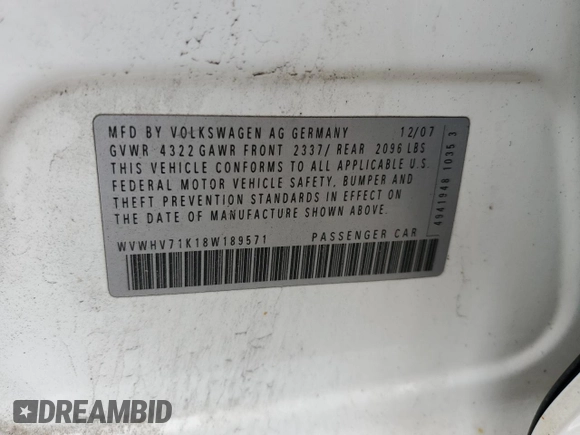 MFD BY VOLKSWAGEN AG GERMANY 12/07
GVWR 4322 GAWR FRONT 2337/ REAR 2096 LBS
THIS VEHICLE CONFORMS TO ALL APPLICABLE U.S.
FEDERAL MOTOR VEHICLE SAFETY, BUMPER AND
THEFT PREVENTION STANDARDS IN EFFECT ON
THE DATE OF MANUFACTURE SHOWN ABOVE.
WVWHV71K18W189571 PASSENGER CAR
4941948 1035 3
DREAMBID